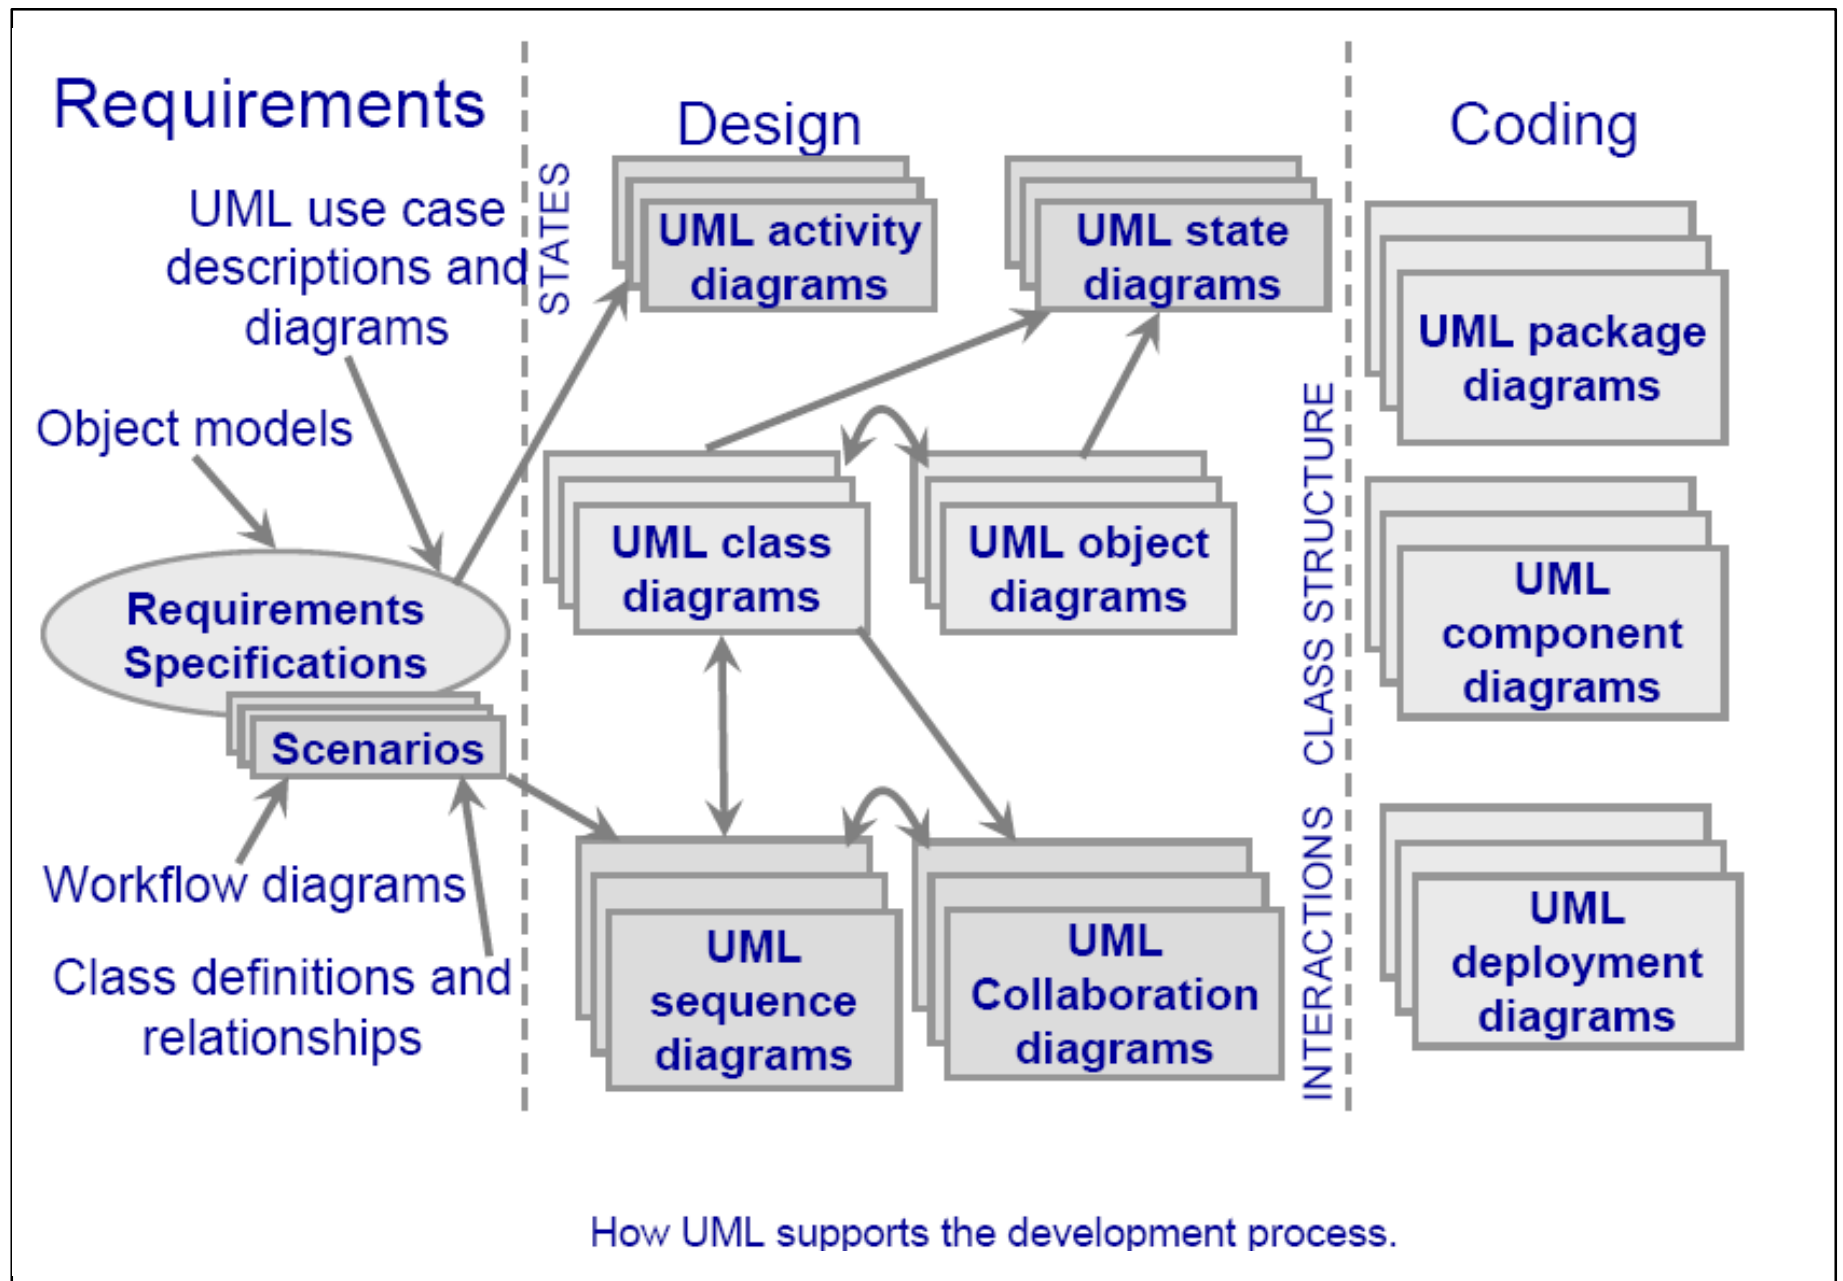 Requirements
UML use case
descriptions and
diagrams
Object models
Requirements
Specifications
Scenarios
Workflow diagrams
Class definitions and
relationships
Design
STATES
UML activity
diagrams
UML state
diagrams
UML class
diagrams
UML object
diagrams
CLASS STRUCTURE
UML
sequence
diagrams
UML
Collaboration
diagrams
INTERACTIONS
Coding
UML package
diagrams
UML
component
diagrams
UML
deployment
diagrams
How UML supports the development process.